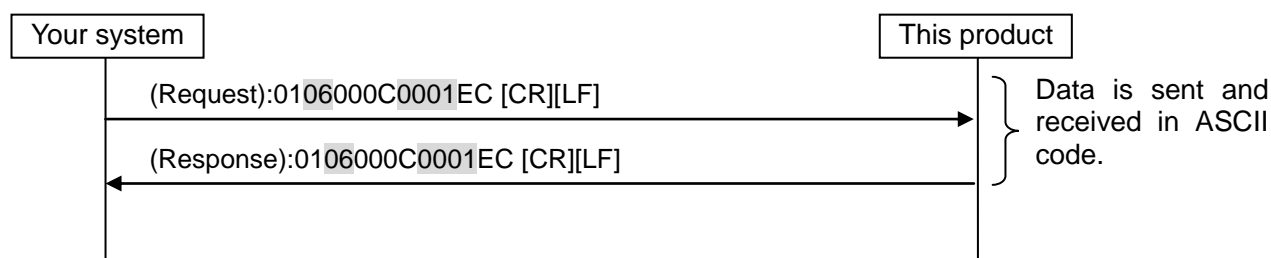 Your system
This product
(Request):0106000C0001EC [CR][LF]
(Response):0106000C0001EC [CR][LF]
Data is sent and
received in ASCII
code.